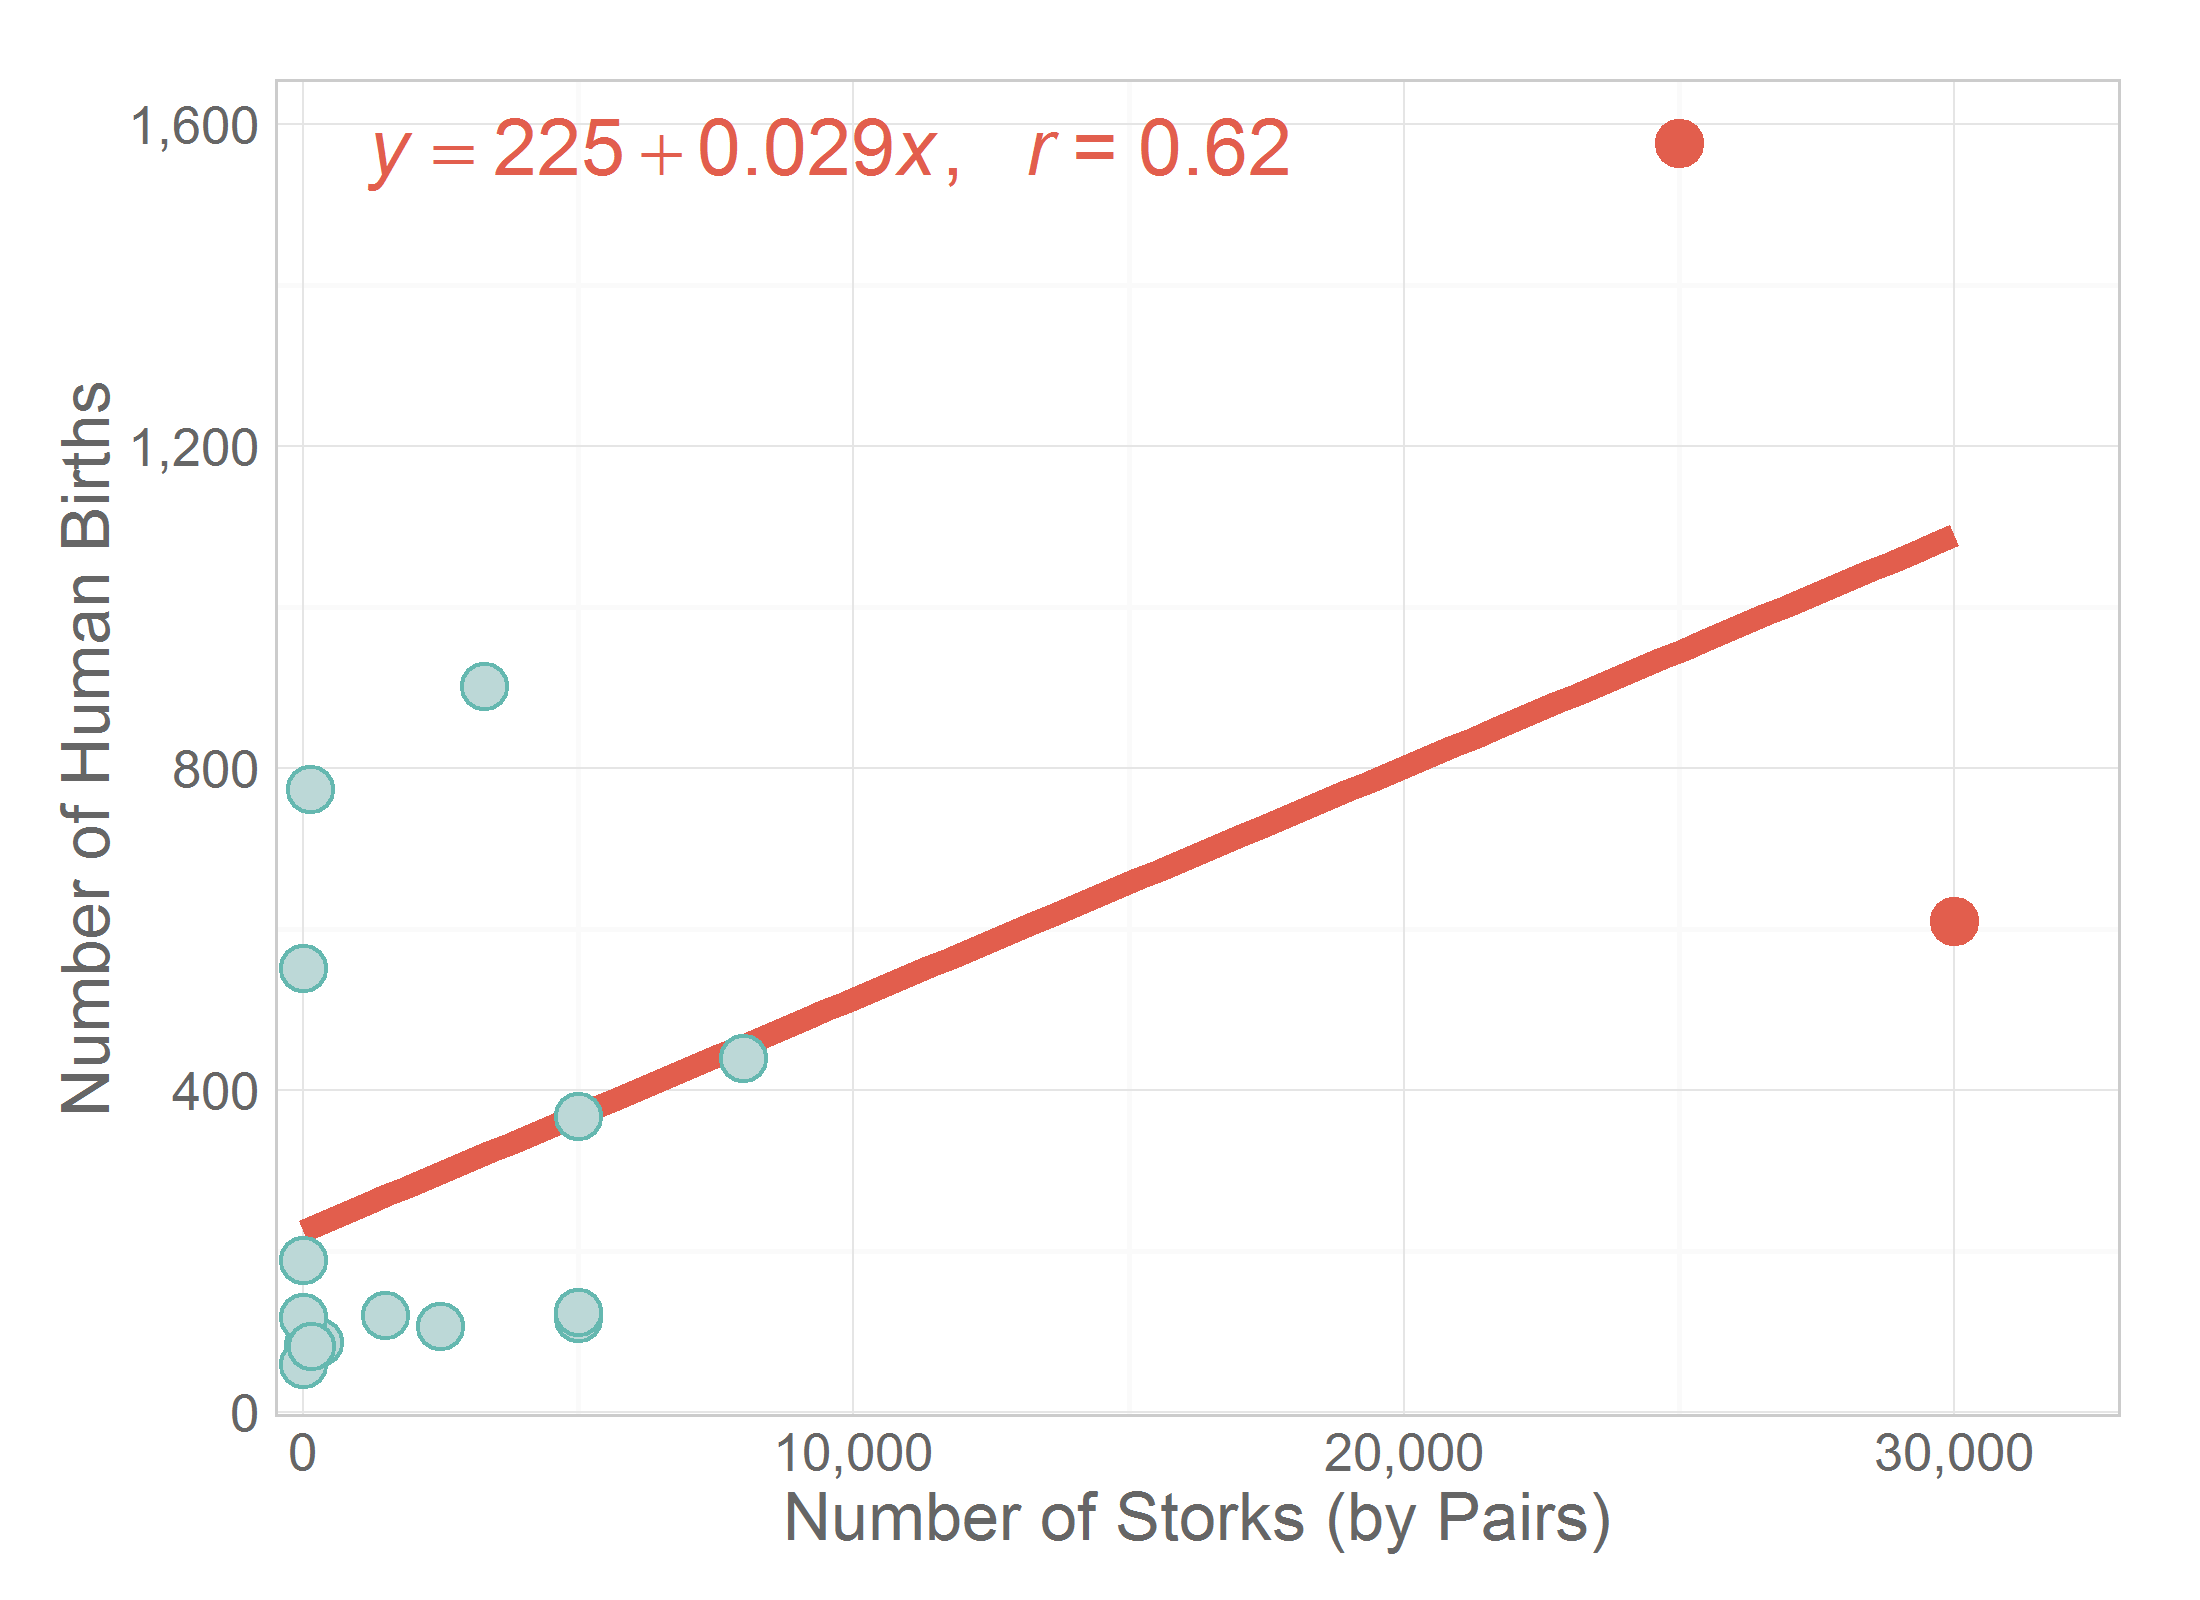 y = 225 + 0.029x, r = 0.62
Number of Human Births
1,600
1,200
800
400
0
0 10,000 20,000 30,000
Number of Storks (by Pairs)